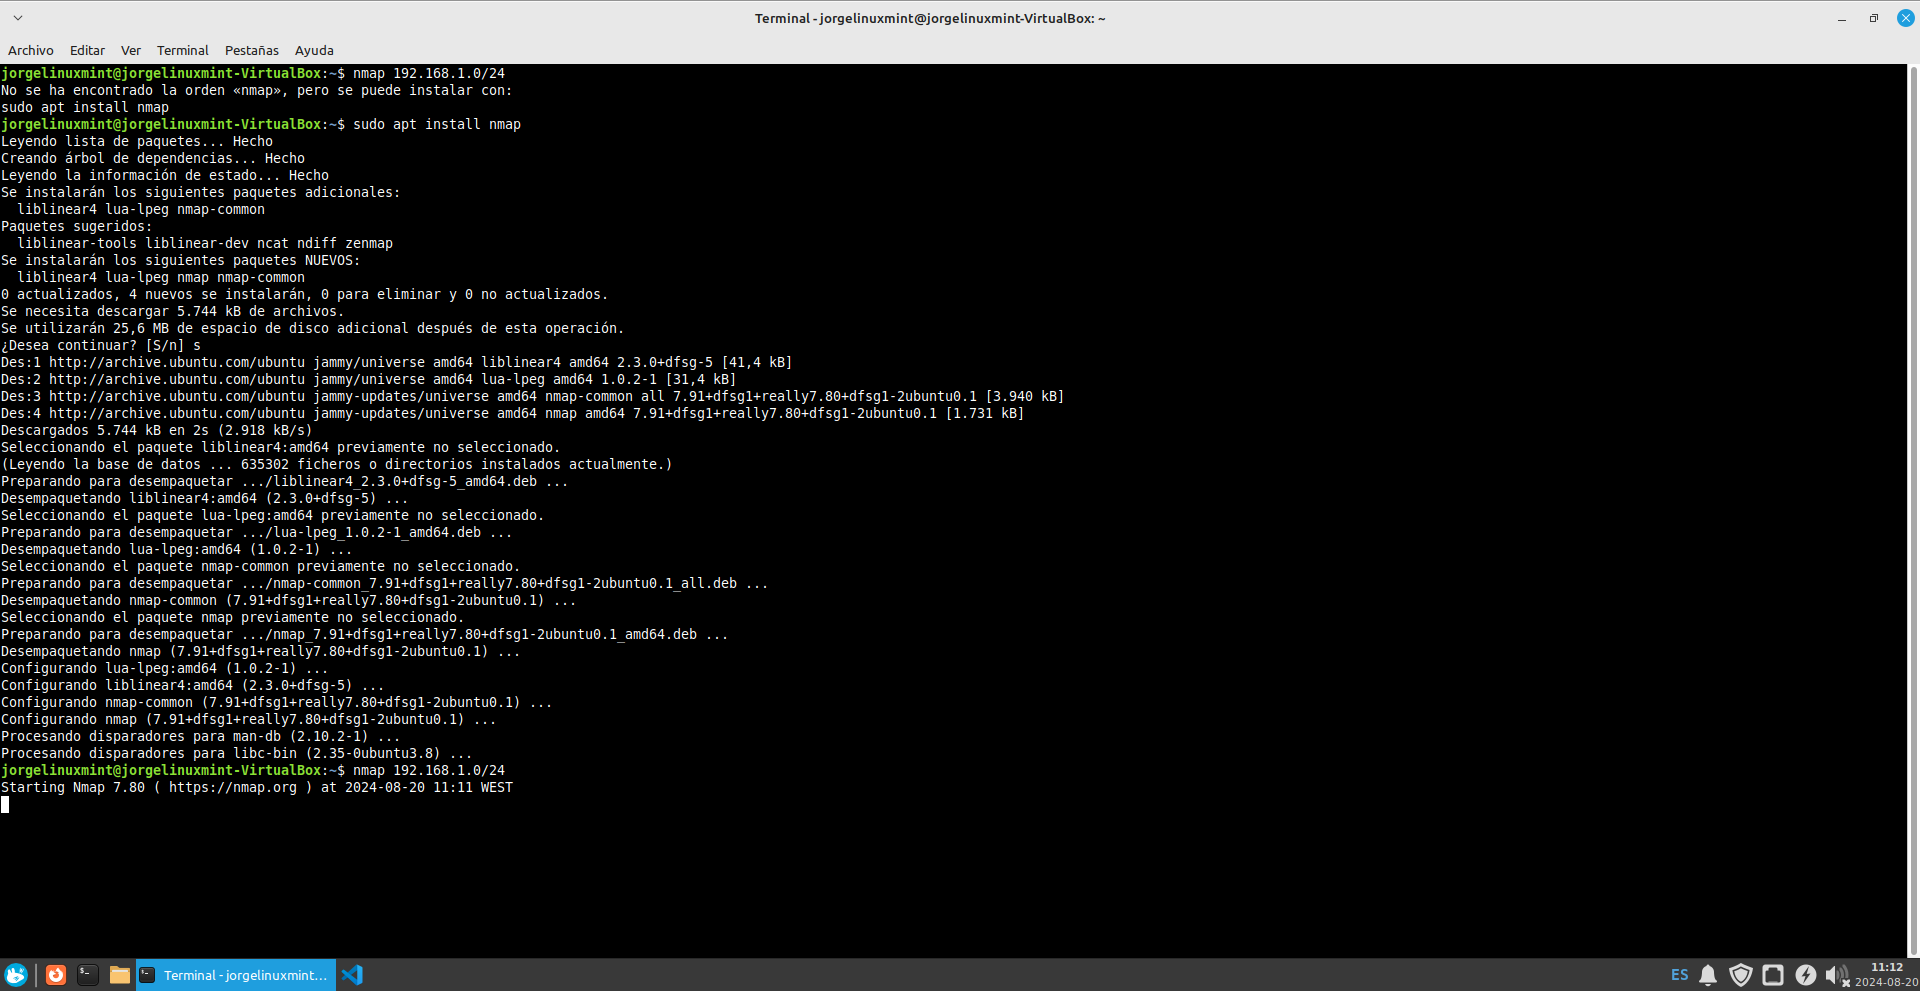 Terminal - jorgelinuxmint@jorgelinuxmint-VirtualBox: ~
Archivo Editar Ver Terminal Pestañas Ayuda
jorgelinuxmint@jorgelinuxmint-VirtualBox:~$ nmap 192.168.1.0/24
No se ha encontrado la orden «nmap», pero se puede instalar con:
sudo apt install nmap
jorgelinuxmint@jorgelinuxmint-VirtualBox:~$ sudo apt install nmap
Leyendo lista de paquetes... Hecho
Creando árbol de dependencias... Hecho
Leyendo la información de estado... Hecho
Se instalarán los siguientes paquetes adicionales:
  liblinear4 lua-lpeg nmap-common
Paquetes sugeridos:
  liblinear-tools liblinear-dev ncat ndiff zenmap
Se instalarán los siguientes paquetes NUEVOS:
  liblinear4 lua-lpeg nmap nmap-common
0 actualizados, 4 nuevos se instalarán, 0 para eliminar y 0 no actualizados.
Se necesita descargar 5.744 kB de archivos.
Se utilizarán 25,6 MB de espacio de disco adicional después de esta operación.
¿Desea continuar? [S/n] s
Des:1 http://archive.ubuntu.com/ubuntu jammy/universe amd64 liblinear4 amd64 2.3.0+dfsg-5 [41,4 kB]
Des:2 http://archive.ubuntu.com/ubuntu jammy/universe amd64 lua-lpeg amd64 1.0.2-1 [31,4 kB]
Des:3 http://archive.ubuntu.com/ubuntu jammy-updates/universe amd64 nmap-common all 7.91+dfsg1+really7.80+dfsg1-2ubuntu0.1 [3.940 kB]
Des:4 http://archive.ubuntu.com/ubuntu jammy-updates/universe amd64 nmap amd64 7.91+dfsg1+really7.80+dfsg1-2ubuntu0.1 [1.731 kB]
Descargados 5.744 kB en 2s (2.918 kB/s)
Seleccionando el paquete liblinear4:amd64 previamente no seleccionado.
(Leyendo la base de datos ... 635302 ficheros o directorios instalados actualmente.)
Preparando para desempaquetar .../liblinear4_2.3.0+dfsg-5_amd64.deb ...
Desempaquetando liblinear4:amd64 (2.3.0+dfsg-5) ...
Seleccionando el paquete lua-lpeg:amd64 previamente no seleccionado.
Preparando para desempaquetar .../lua-lpeg_1.0.2-1_amd64.deb ...
Desempaquetando lua-lpeg:amd64 (1.0.2-1) ...
Seleccionando el paquete nmap-common previamente no seleccionado.
Preparando para desempaquetar .../nmap-common_7.91+dfsg1+really7.80+dfsg1-2ubuntu0.1_all.deb ...
Desempaquetando nmap-common (7.91+dfsg1+really7.80+dfsg1-2ubuntu0.1) ...
Seleccionando el paquete nmap previamente no seleccionado.
Preparando para desempaquetar .../nmap_7.91+dfsg1+really7.80+dfsg1-2ubuntu0.1_amd64.deb ...
Desempaquetando nmap (7.91+dfsg1+really7.80+dfsg1-2ubuntu0.1) ...
Configurando lua-lpeg:amd64 (1.0.2-1) ...
Configurando liblinear4:amd64 (2.3.0+dfsg-5) ...
Configurando nmap-common (7.91+dfsg1+really7.80+dfsg1-2ubuntu0.1) ...
Configurando nmap (7.91+dfsg1+really7.80+dfsg1-2ubuntu0.1) ...
Procesando disparadores para man-db (2.10.2-1) ...
Procesando disparadores para libc-bin (2.35-0ubuntu3.8) ...
jorgelinuxmint@jorgelinuxmint-VirtualBox:~$ nmap 192.168.1.0/24
Starting Nmap 7.80 ( https://nmap.org ) at 2024-08-20 11:11 WEST
Terminal - jorgelinuxmint... ES 11:12
2024-08-20